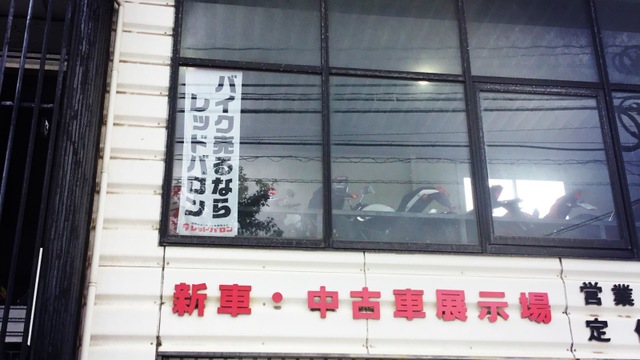 バイク売るなら
レッドバロン
レッドバロン
新車・中古車展示場
営業
定